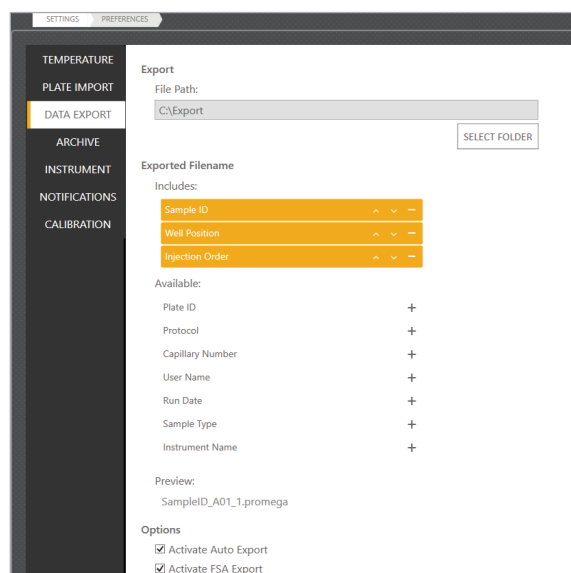 SETTINGS PREFERENCES
TEMPERATURE
PLATE IMPORT
DATA EXPORT
ARCHIVE
INSTRUMENT
NOTIFICATIONS
CALIBRATION
Export
File Path:
C:\Export
SELECT FOLDER
Exported Filename
Includes:
Sample ID
Well Position
Injection Order
Available:
Plate ID
Protocol
Capillary Number
User Name
Run Date
Sample Type
Instrument Name
Preview:
SampleID_A01_1.promega
Options
Activate Auto Export
Activate FSA Export